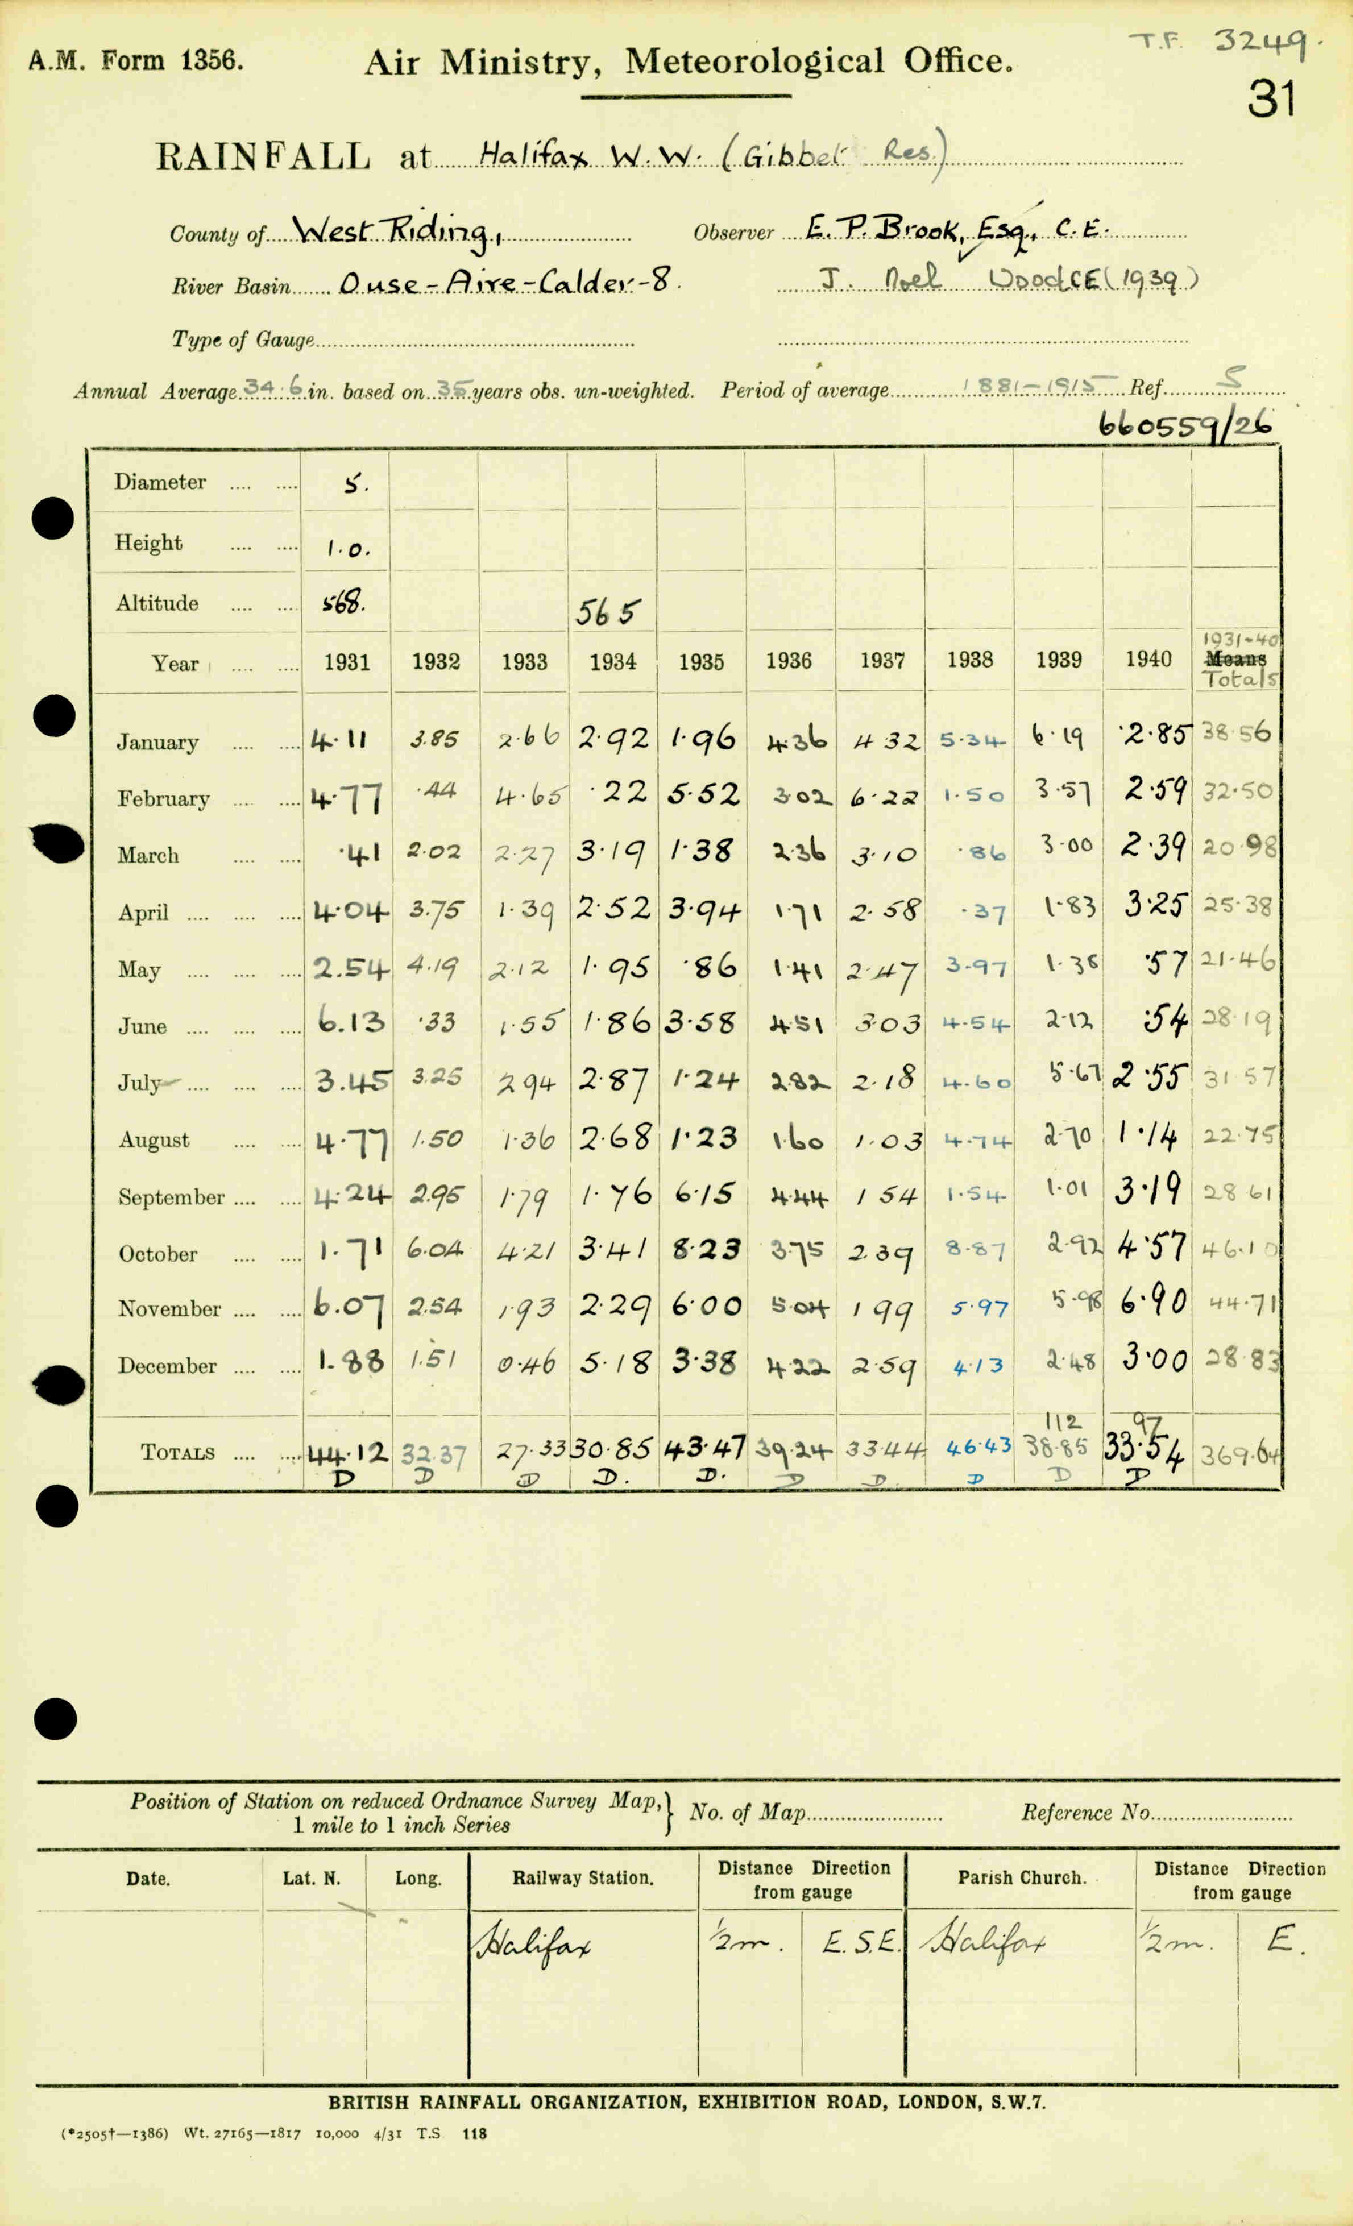 T.F. 3249.
A.M. Form 1356. Air Ministry, Meteorological Office.
31
RAINFALL at Halifax W.W. (Gibbet Res.)
County of West Riding, Observer E. P. Brook, Esq., C.E.
River Basin Ouse-Aire-Calder-8. J. Noel Wood CE (1939)
Type of Gauge
Annual Average 34.6 in. based on 35 years obs. un-weighted. Period of average 1881-1915 Ref. S
660559/26
Diameter 5.
Height 1.0.
Altitude 568. 565
1931-40
Year 1931 1932 1933 1934 1935 1936 1937 1938 1939 1940 Means
Totals
January 4.11 3.85 2.66 2.92 1.96 4.36 4.32 5.34 6.19 2.85 38.56
February 4.77 .44 4.65 .22 5.52 3.02 6.22 1.50 3.57 2.59 32.50
March .41 2.02 2.27 3.19 1.38 2.36 3.10 .86 3.00 2.39 20.98
April 4.04 3.75 1.39 2.52 3.94 1.71 2.58 .37 1.83 3.25 25.38
May 2.54 4.19 2.12 1.95 .86 1.41 2.47 3.97 1.38 .57 21.46
June 6.13 .33 1.55 1.86 3.58 4.51 3.03 4.54 2.12 .54 28.19
July 3.45 3.25 2.94 2.87 1.24 2.82 2.18 4.60 5.67 2.55 31.57
August 4.77 1.50 1.36 2.68 1.23 1.60 1.03 4.74 2.70 1.14 22.75
September 4.24 2.95 1.79 1.76 6.15 4.44 1.54 1.54 1.01 3.19 28.61
October 1.71 6.04 4.21 3.41 8.23 3.75 2.39 8.87 2.92 4.57 46.10
November 6.07 2.54 1.93 2.29 6.00 5.04 1.99 5.97 5.98 6.90 44.71
December 1.88 1.51 0.46 5.18 3.38 4.22 2.59 4.13 2.48 3.00 28.83
112 97
TOTALS 44.12 32.37 27.33 30.85 43.47 39.24 33.44 46.43 38.85 33.54 369.64
D D D D. D. D D. D D D
Position of Station on reduced Ordnance Survey Map, } No. of Map Reference No.
1 mile to 1 inch Series
Date. Lat. N. Long. Railway Station. Distance Direction from gauge Parish Church. Distance Direction from gauge
Halifax ½m. E.S.E. Halifax ½m. E.
BRITISH RAINFALL ORGANIZATION, EXHIBITION ROAD, LONDON, S.W.7.
(*2505†—1386) Wt. 27165—1817 10,000 4/31 T.S. 118